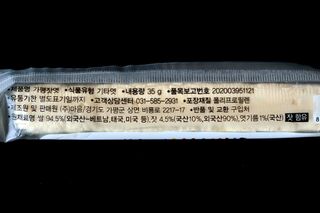 •제품명 가평잣엿 •식품유형 기타엿 •내용량 35 g •품목보고번호 202003951121
•유통기한 별도표기일까지 •고객상담센터 031-585-2931 •포장재질 폴리프로필렌
•제조원 및 판매원 (주)마음/경기도 가평군 상면 비룡로 2217-17 •반품 및 교환 구입처
•원재료명 쌀 94.5%(외국산-베트남,태국,미국 등), 잣 4.5%(국산10%, 외국산90%), 엿기름1%(국산) 잣 함유